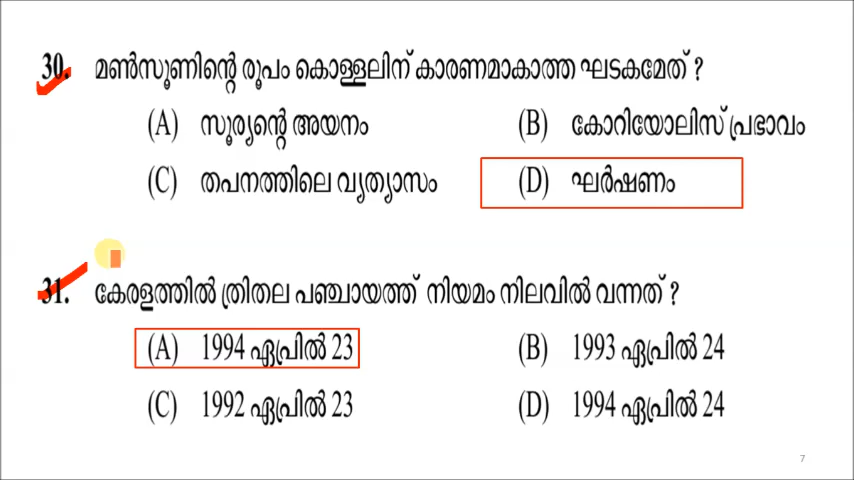 30. മൺസൂണിന്റെ രൂപം കൊള്ളലിന് കാരണമാകാത്ത ഘടകമേത് ?
(A) സൂര്യന്റെ അയനം (B) കോറിയോലിസ് പ്രഭാവം
(C) തപനത്തിലെ വ്യത്യാസം (D) ഘർഷണം
31. കേരളത്തിൽ ത്രിതല പഞ്ചായത്ത് നിയമം നിലവിൽ വന്നത് ?
(A) 1994 ഏപ്രിൽ 23 (B) 1993 ഏപ്രിൽ 24
(C) 1992 ഏപ്രിൽ 23 (D) 1994 ഏപ്രിൽ 24
7